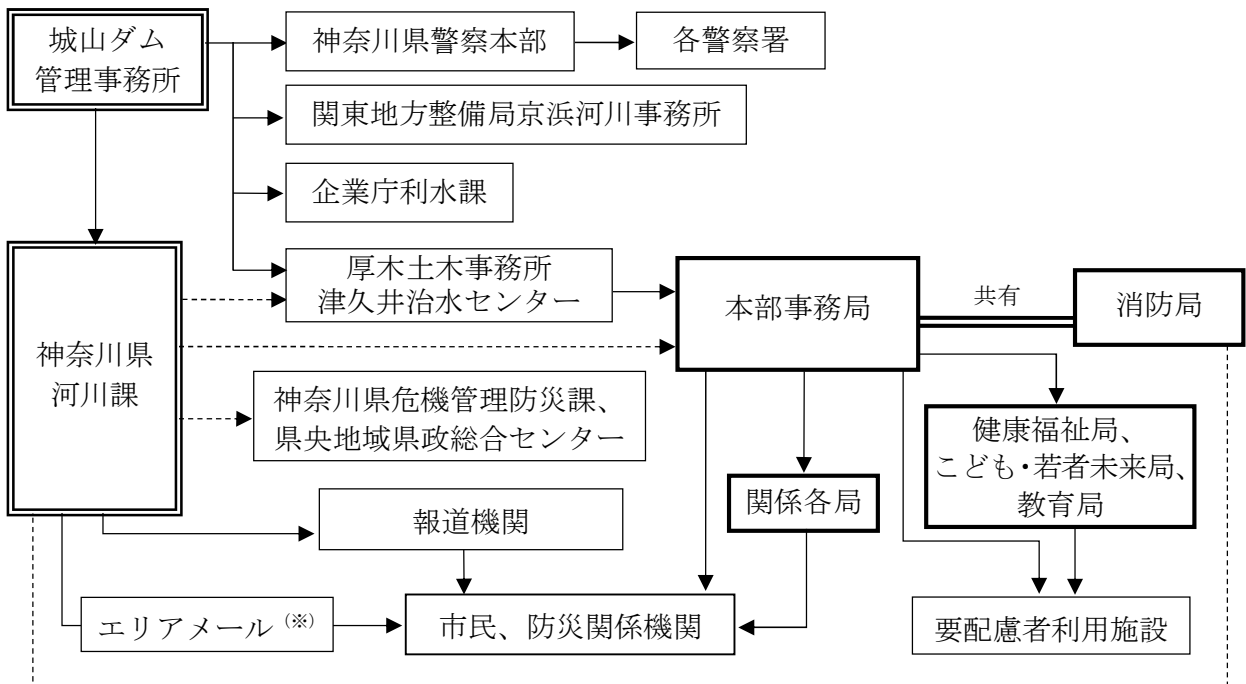 城山ダム
管理事務所
神奈川県警察本部
各警察署
関東地方整備局京浜河川事務所
企業庁利水課
厚木土木事務所
津久井治水センター
本部事務局
共有
消防局
神奈川県
河川課
神奈川県危機管理防災課、
県央地域県政総合センター
健康福祉局、
こども・若者未来局、
教育局
関係各局
報道機関
エリアメール(※)
市民、防災関係機関
要配慮者利用施設